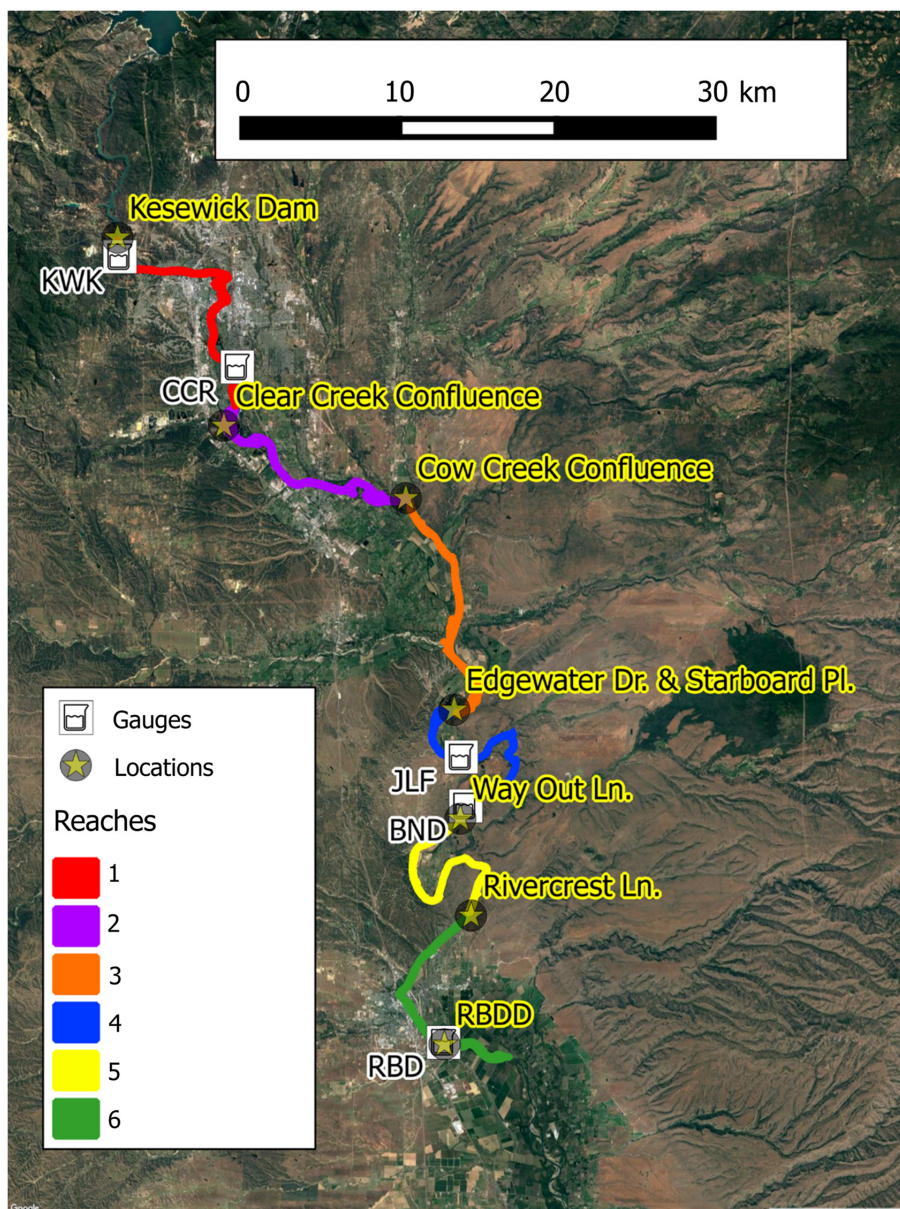 0 10 20 30 km
Kesewick Dam
KWK
CCR
Clear Creek Confluence
Cow Creek Confluence
Edgewater Dr. & Starboard Pl.
JLF
Way Out Ln.
BND
Rivercrest Ln.
RBDD
RBD
Gauges
Locations
Reaches
1
2
3
4
5
6
Google